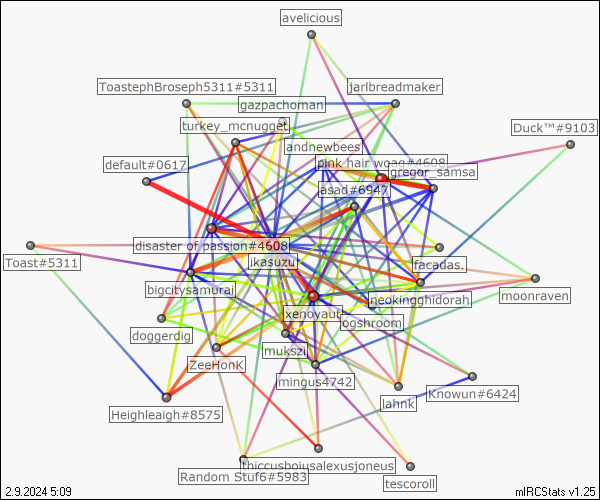 avelicious
ToastephBroseph5311#5311
jarlbreadmaker
gazpachoman
turkey_mcnugget
Duck™#9103
andnewbees
default#0617
pink hair woag#4608
gregor_samsa
asad#6947
disaster of passion#4608
jikasuzu
Toast#5311
facadas.
bigcitysamurai
neokingghidorah
moonraven
xenoyaut
ogshroom
doggerdig
mukszi
ZeeHonK
mingus4742
Knowun#6424
lahnk
Heighleaigh#8575
thiccusboiusalexusjoneus
Random Stuf6#5983
tescoroll
2.9.2024 5:09
mIRCStats v1.25